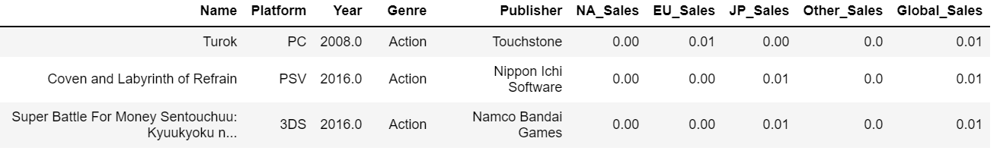 Name Platform Year Genre Publisher NA_Sales EU_Sales JP_Sales Other_Sales Global_Sales
Turok PC 2008.0 Action Touchstone 0.00 0.01 0.00 0.0 0.01
Coven and Labyrinth of Refrain PSV 2016.0 Action Nippon Ichi Software 0.00 0.00 0.01 0.0 0.01
Super Battle For Money Sentouchuu: Kyuukyoku n... 3DS 2016.0 Action Namco Bandai Games 0.00 0.00 0.01 0.0 0.01